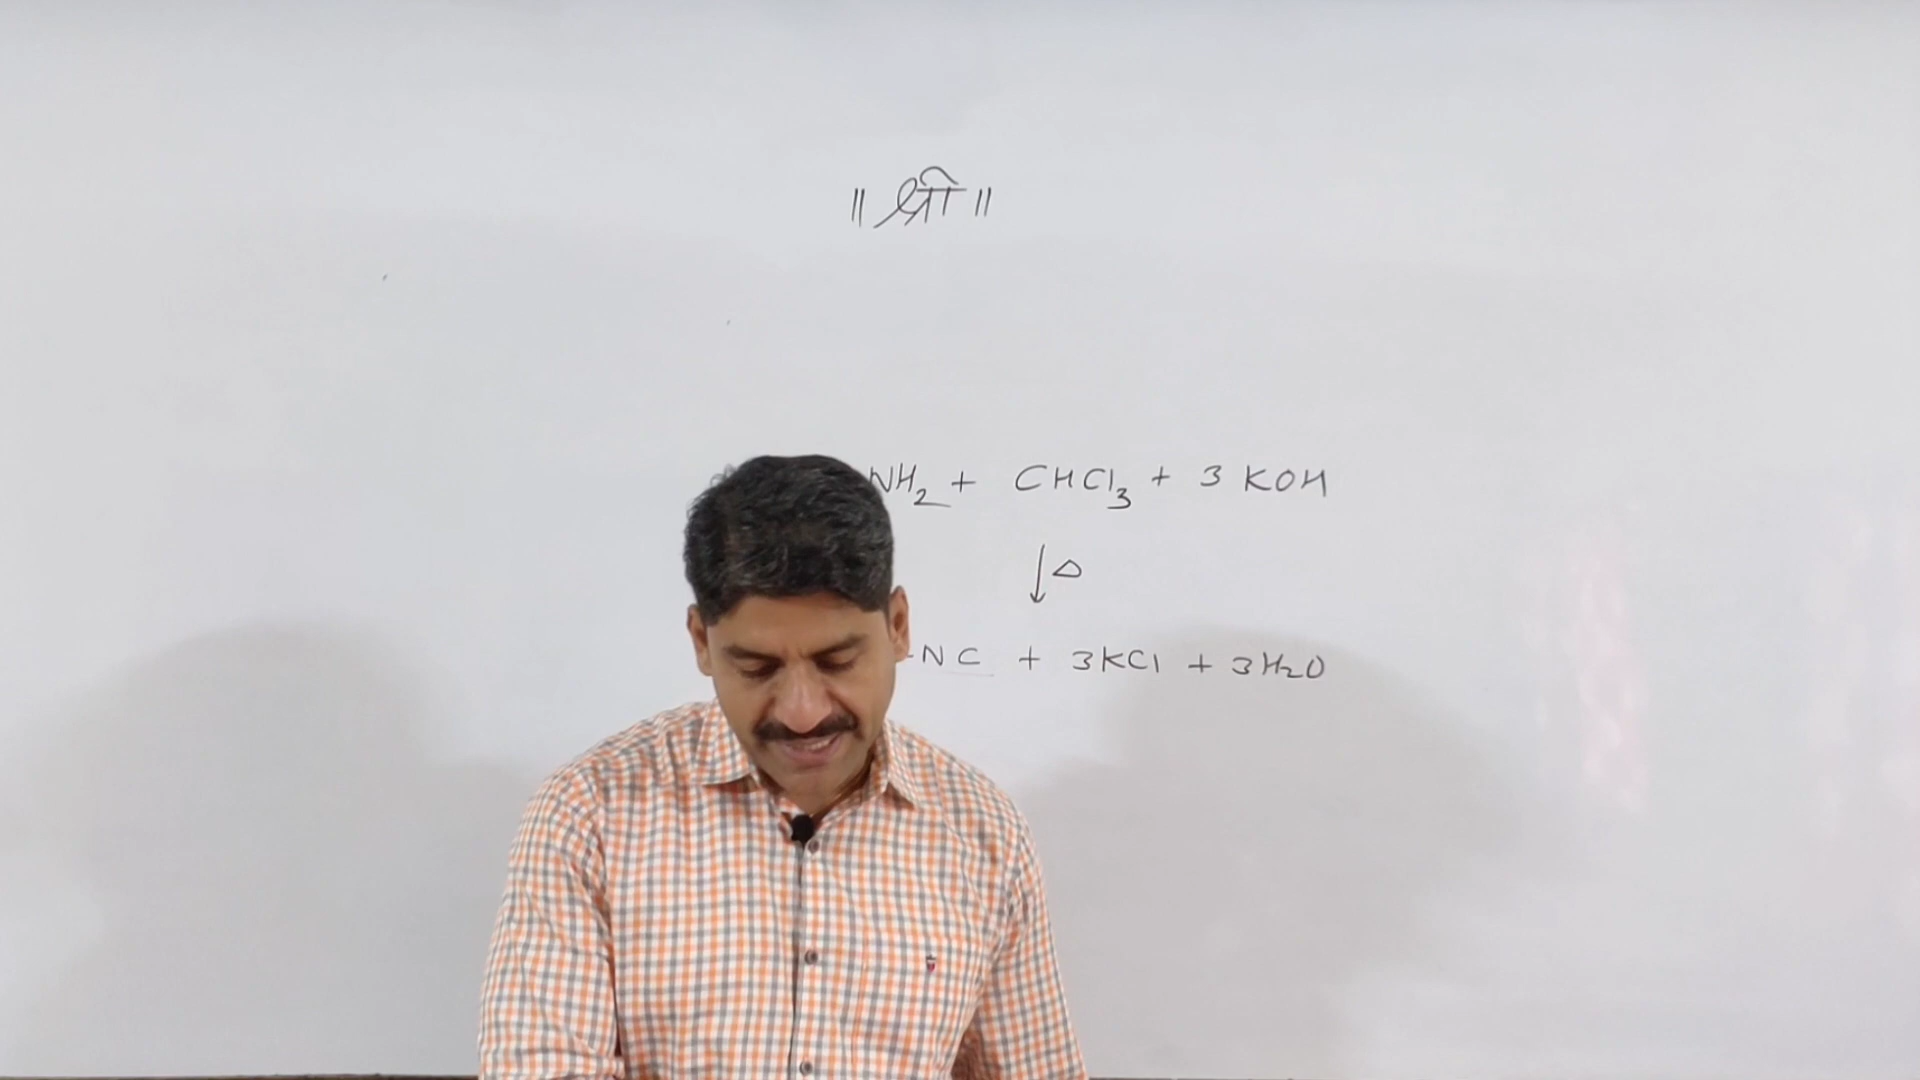 ॥ श्री ॥
NH₂ + CHCl₃ + 3 KOH
↓ Δ
-NC + 3KCl + 3H₂O